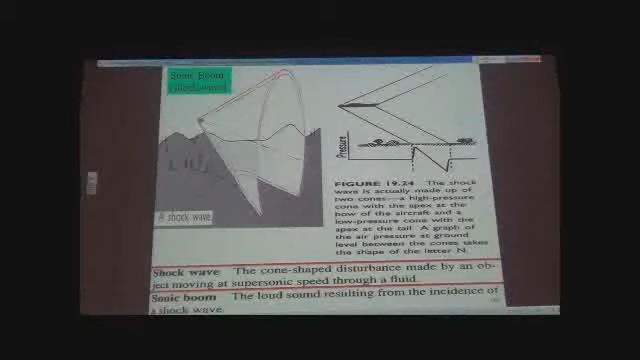 Sonic Boom
(shock wave)
A shock wave.
Pressure
FIGURE 19.24 The shock
wave is actually made up of
two cones—a high-pressure
cone with the apex at the
bow of the aircraft and a
low-pressure cone with the
apex at the tail. A graph of
the air pressure at ground
level between the cones takes
the shape of the letter N.
Shock wave The cone-shaped disturbance made by an ob-
ject moving at supersonic speed through a fluid.
Sonic boom The loud sound resulting from the incidence of
a shock wave.